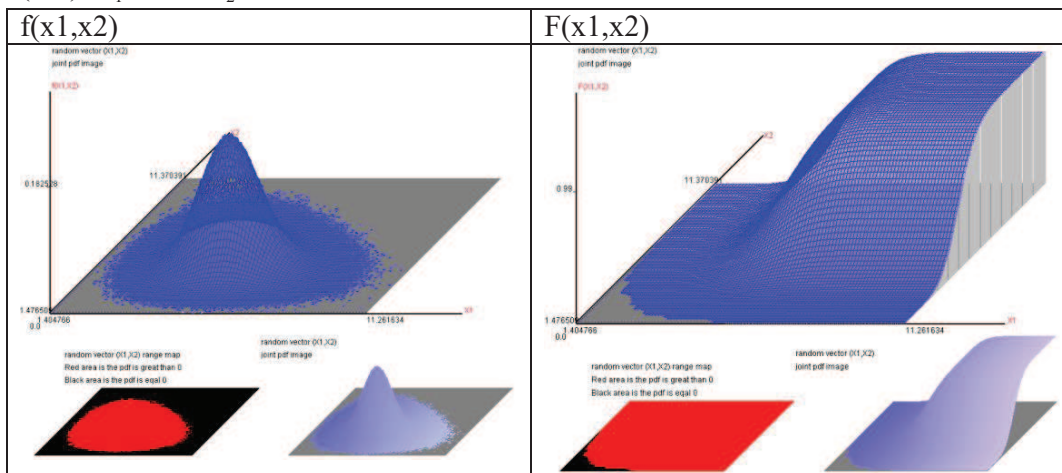 f(x1,x2)
random vector (X1,X2)
joint pdf image
f(X1,X2)
X2
11.370391
0.162528
1.47650
1.404766
0.0
11.261634
X1
random vector (X1,X2) range map
Red area is the pdf is great than 0
Black area is the pdf is eqal 0
random vector (X1,X2)
joint pdf image
F(x1,x2)
random vector (X1,X2)
joint pdf image
F(X1,X2)
X2
11.370391
0.99
1.47650
1.404766
0.0
11.261634
X1
random vector (X1,X2) range map
Red area is the pdf is great than 0
Black area is the pdf is eqal 0
random vector (X1,X2)
joint pdf image